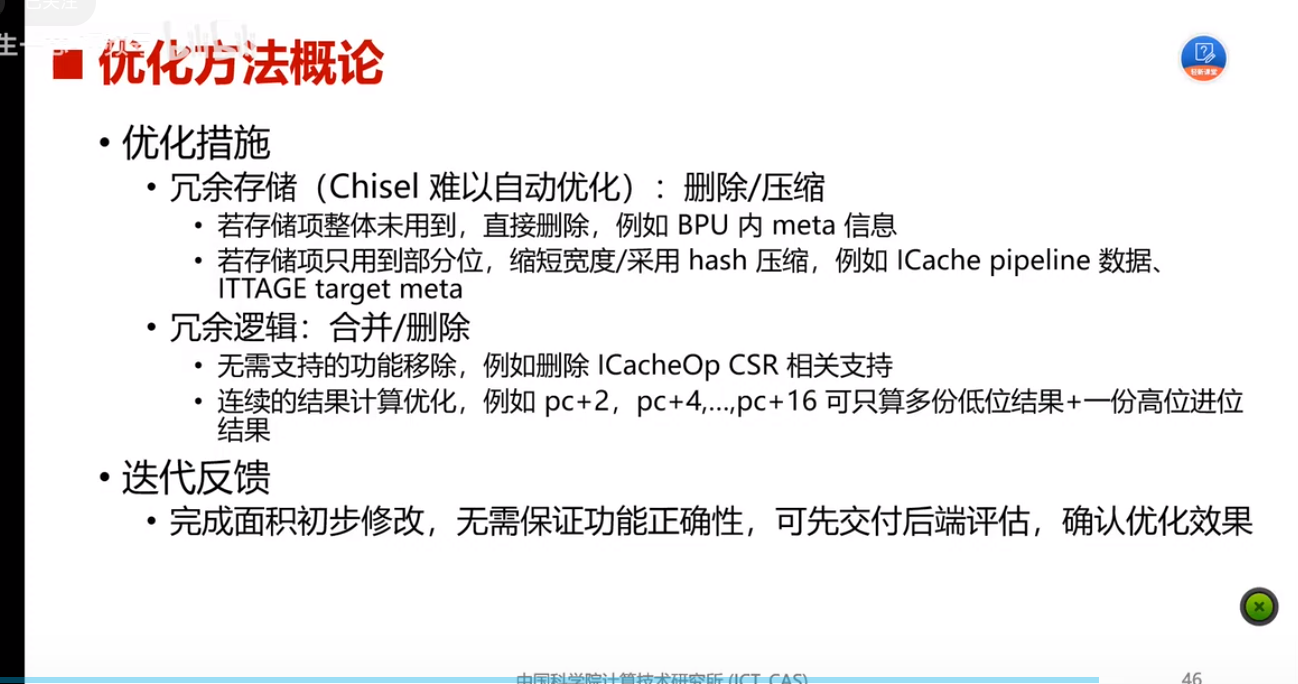 已关注
优化方法概论
轻新课堂
• 优化措施
• 冗余存储（Chisel 难以自动优化）：删除/压缩
• 若存储项整体未用到，直接删除，例如 BPU 内 meta 信息
• 若存储项只用到部分位，缩短宽度/采用 hash 压缩，例如 ICache pipeline 数据、
ITTAGE target meta
• 冗余逻辑：合并/删除
• 无需支持的功能移除，例如删除 ICacheOp CSR 相关支持
• 连续的结果计算优化，例如 pc+2，pc+4,...,pc+16 可只算多份低位结果+一份高位进位
结果
• 迭代反馈
• 完成面积初步修改，无需保证功能正确性，可先交付后端评估，确认优化效果
中国科学院计算技术研究所 (ICT, CAS)
46